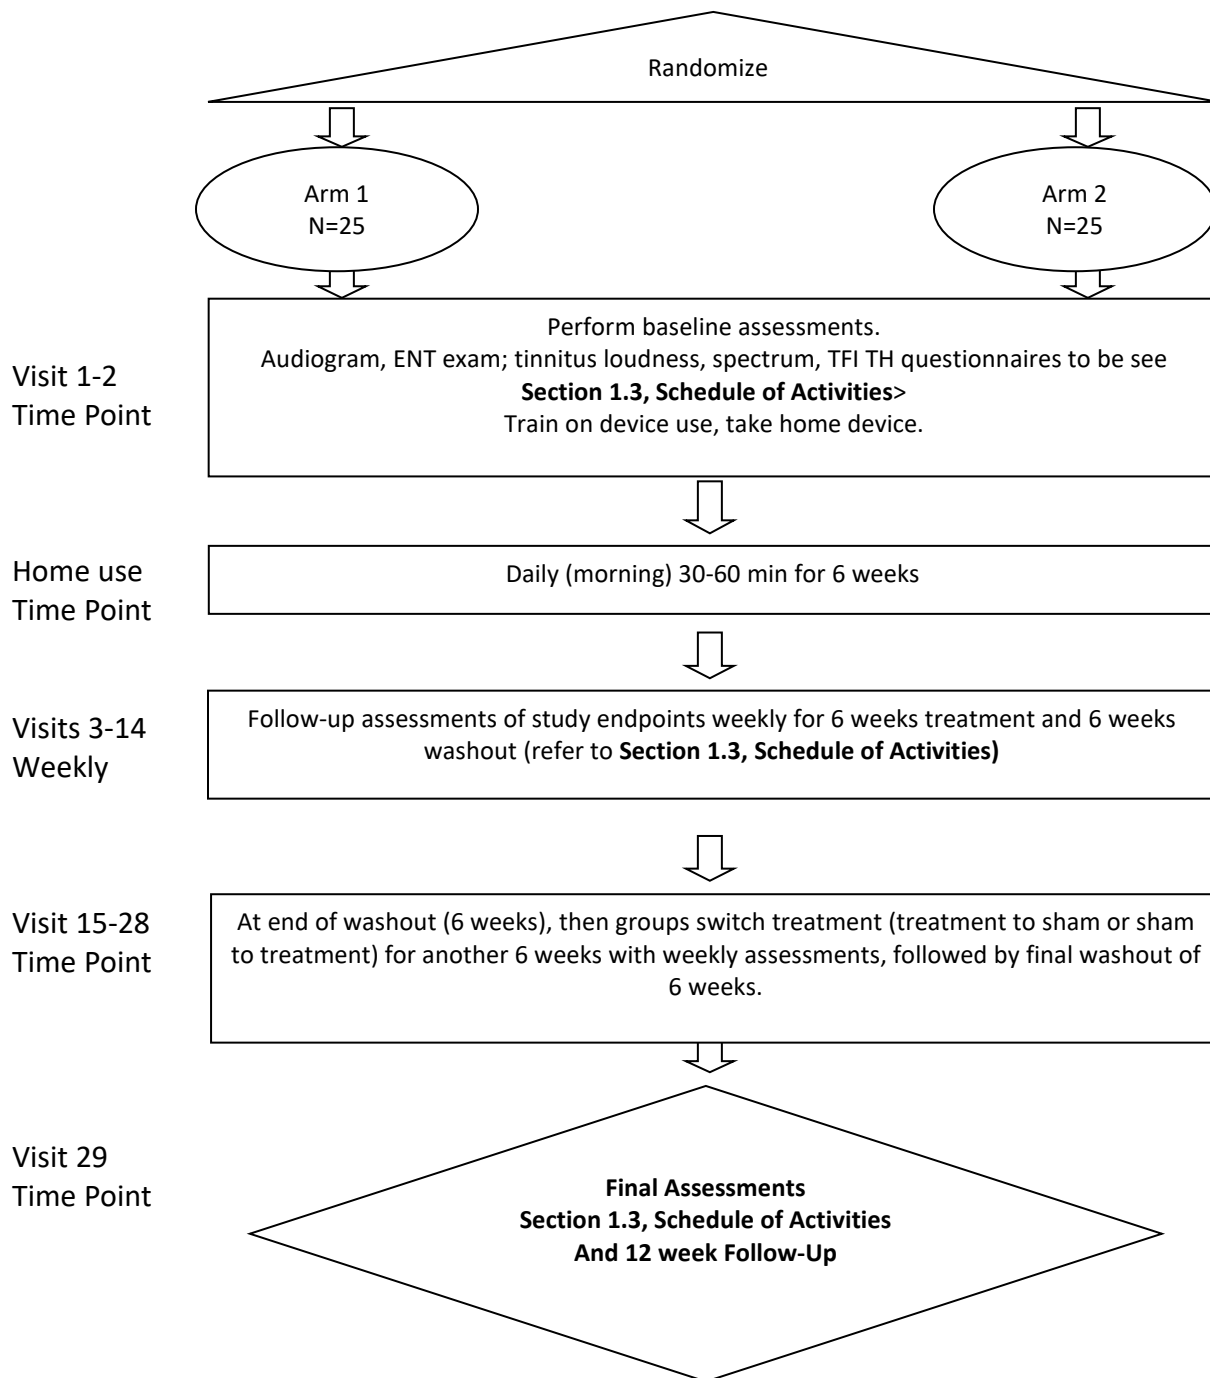 Randomize
Arm 1
N=25
Arm 2
N=25
Visit 1-2
Time Point
Perform baseline assessments.
Audiogram, ENT exam; tinnitus loudness, spectrum, TFI TH questionnaires to be see
Section 1.3, Schedule of Activities>
Train on device use, take home device.
Home use
Time Point
Daily (morning) 30-60 min for 6 weeks
Visits 3-14
Weekly
Follow-up assessments of study endpoints weekly for 6 weeks treatment and 6 weeks
washout (refer to Section 1.3, Schedule of Activities)
Visit 15-28
Time Point
At end of washout (6 weeks), then groups switch treatment (treatment to sham or sham
to treatment) for another 6 weeks with weekly assessments, followed by final washout of
6 weeks.
Visit 29
Time Point
Final Assessments
Section 1.3, Schedule of Activities
And 12 week Follow-Up